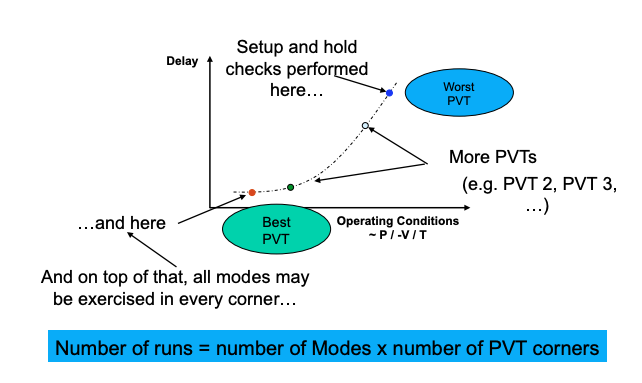 Setup and hold
checks performed
here…
Delay
Worst
PVT
More PVTs
(e.g. PVT 2, PVT 3,
…)
…and here
Best
PVT
Operating Conditions
~ P / -V / T
And on top of that, all modes may
be exercised in every corner…
Number of runs = number of Modes x number of PVT corners